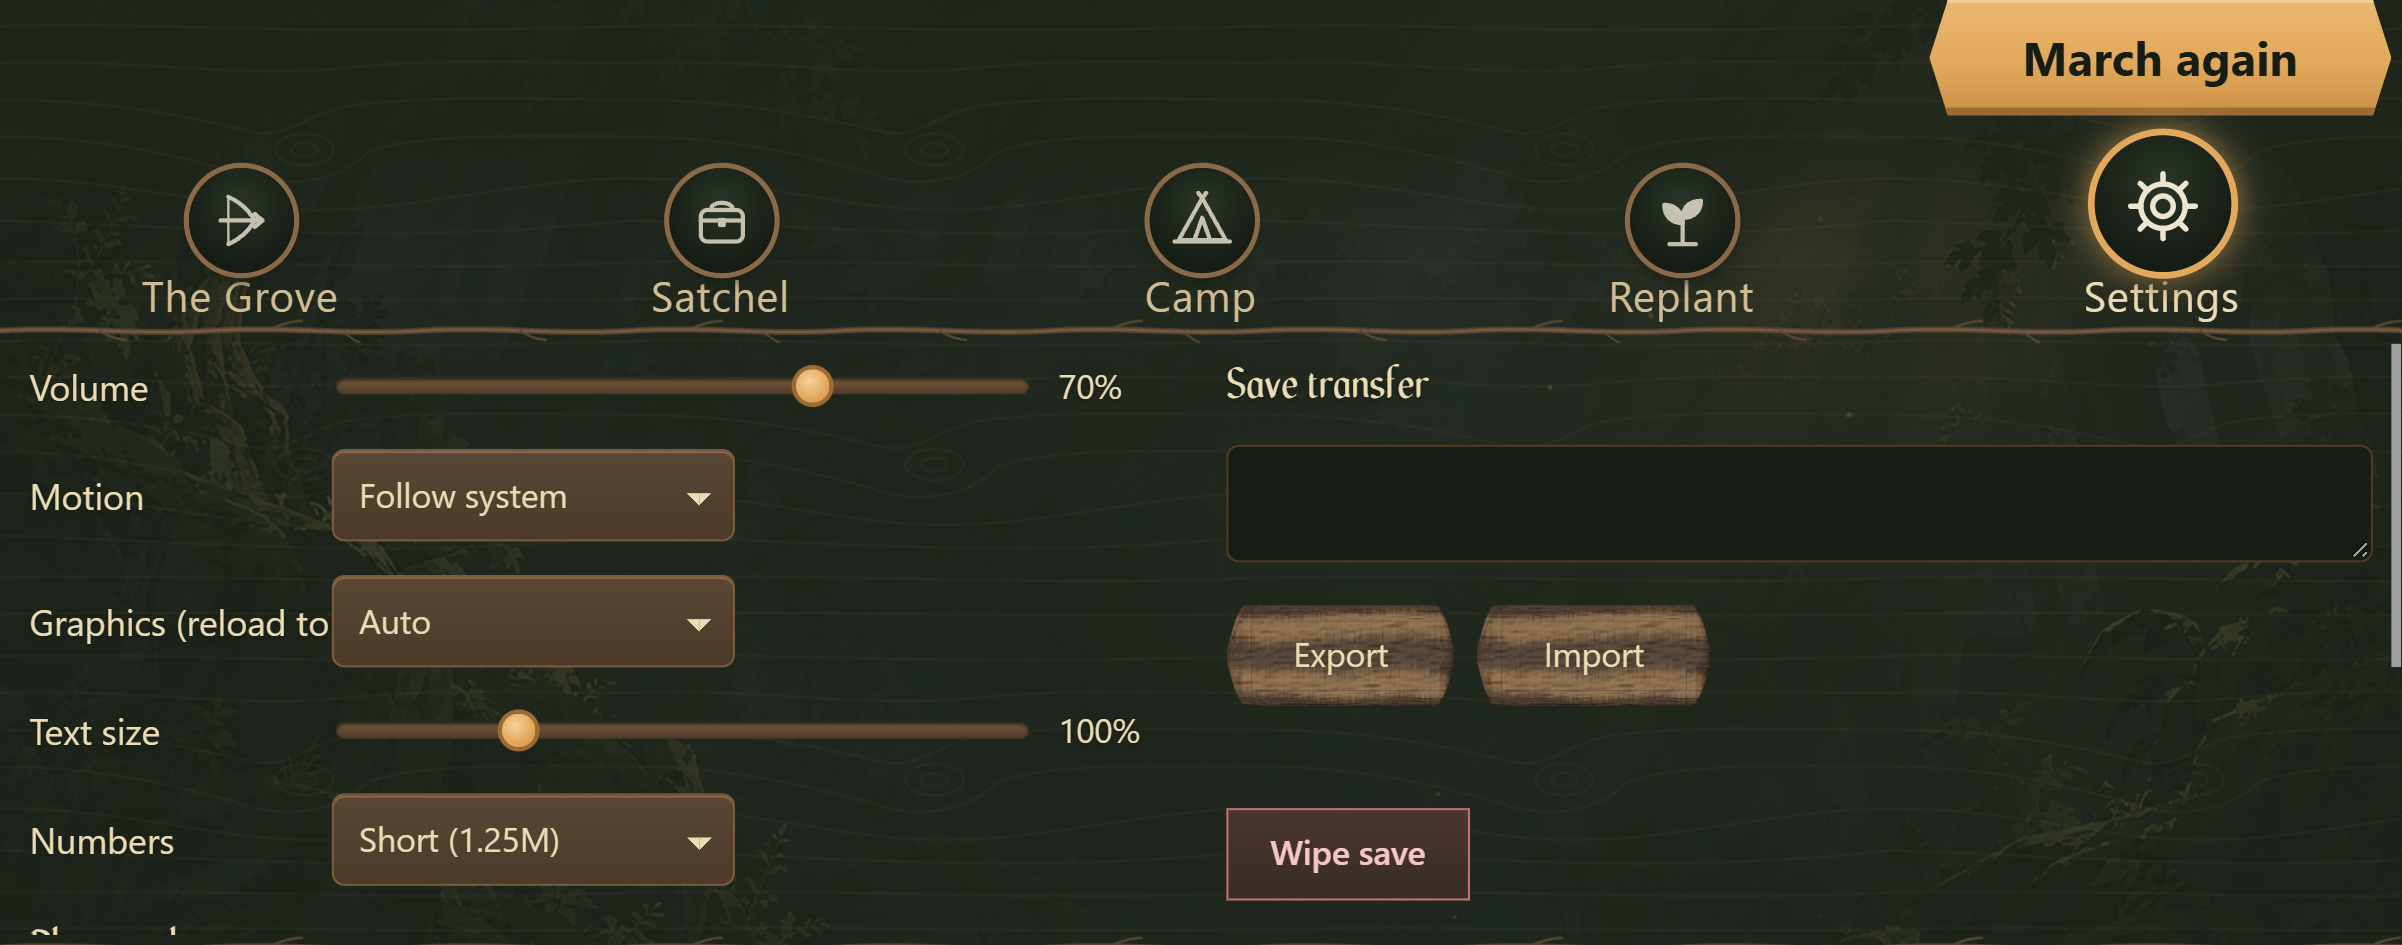 March again
The Grove
Satchel
Camp
Replant
Settings
Volume
70%
Motion
Follow system
Graphics (reload to
Auto
Text size
100%
Numbers
Short (1.25M)
Save transfer
Export
Import
Wipe save